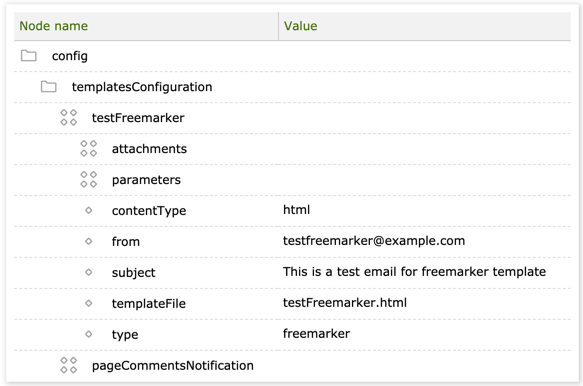 Node name Value
config
templatesConfiguration
testFreemarker
attachments
parameters
contentType html
from testfreemarker@example.com
subject This is a test email for freemarker template
templateFile testFreemarker.html
type freemarker
pageCommentsNotification